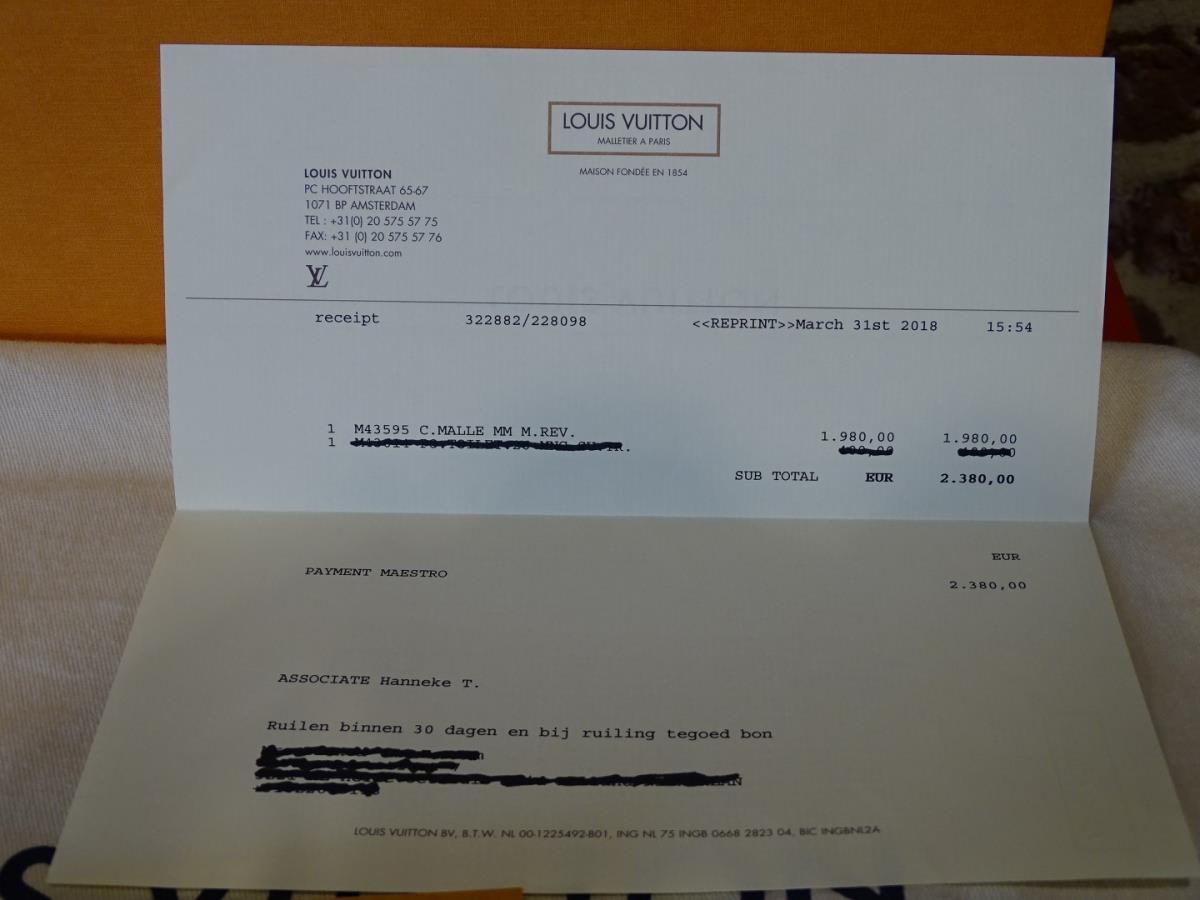 LOUIS VUITTON
MALLETIER A PARIS
MAISON FONDÉE EN 1854
LOUIS VUITTON
PC HOOFTSTRAAT 65-67
1071 BP AMSTERDAM
TEL : +31(0) 20 575 57 75
FAX: +31 (0) 20 575 57 76
www.louisvuitton.com
LV
receipt 322882/228098 <<REPRINT>>March 31st 2018 15:54
1 M43595 C.MALLE MM M.REV. 1.980,00 1.980,00
1
SUB TOTAL EUR 2.380,00
EUR
PAYMENT MAESTRO 2.380,00
ASSOCIATE Hanneke T.
Ruilen binnen 30 dagen en bij ruiling tegoed bon
LOUIS VUITTON BV, B.T.W. NL 00-1225492-B01, ING NL 75 INGB 0668 2823 04, BIC INGBNL2A